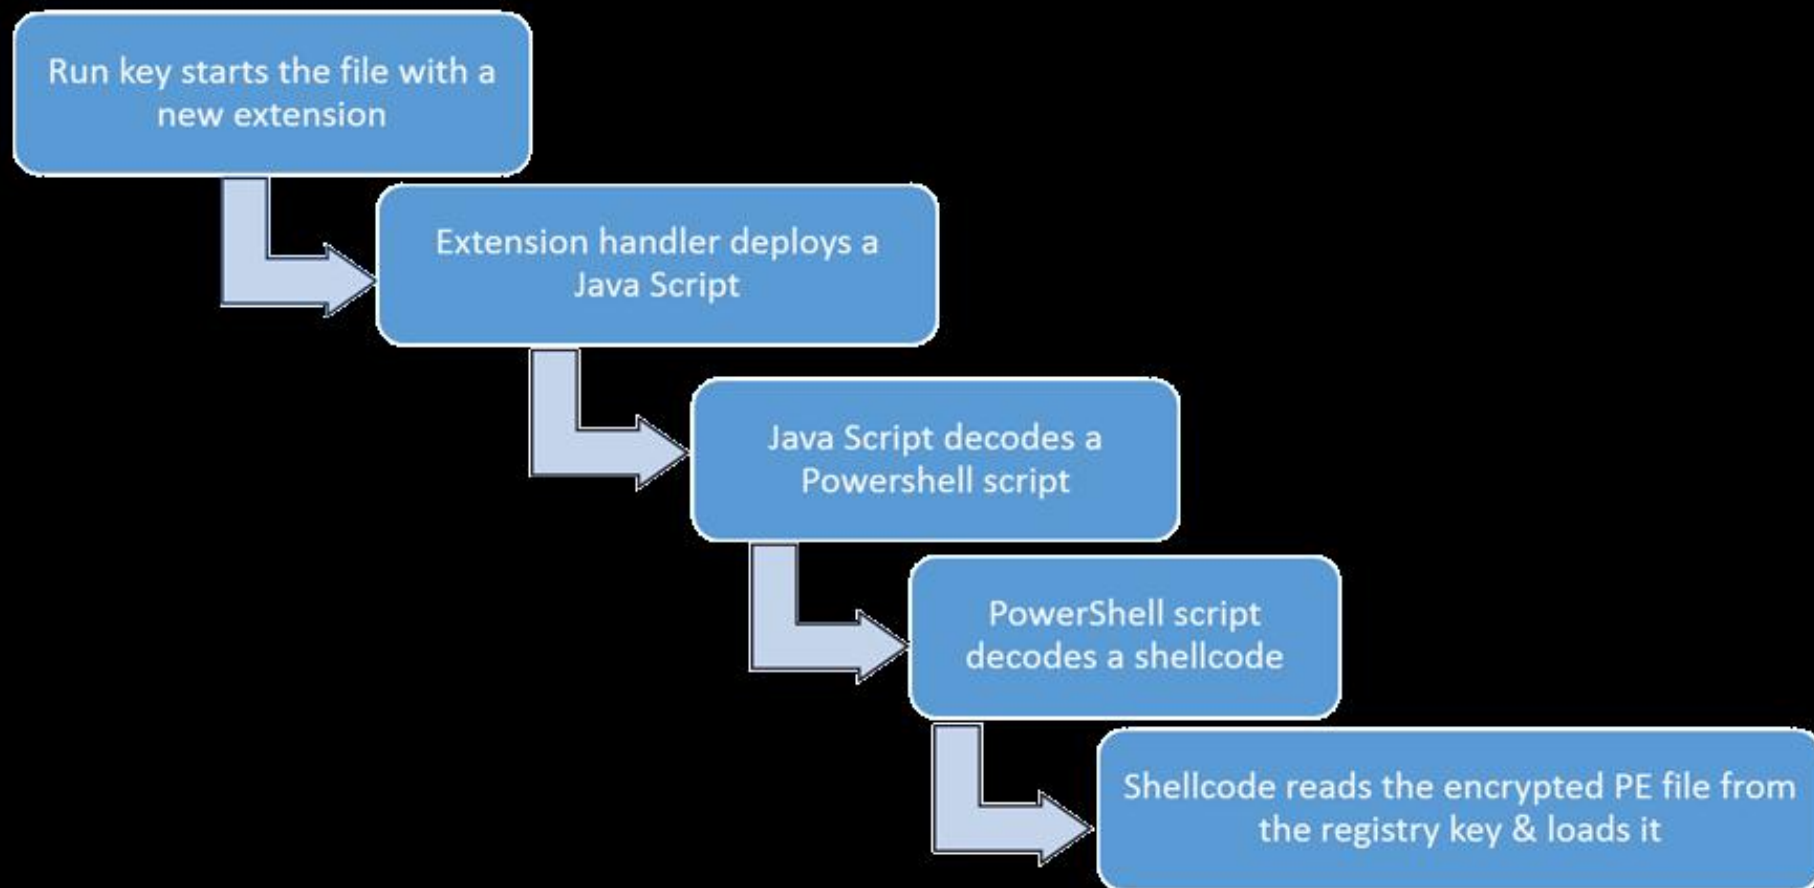 Run key starts the file with a
new extension
Extension handler deploys a
Java Script
Java Script decodes a
Powershell script
PowerShell script
decodes a shellcode
Shellcode reads the encrypted PE file from
the registry key & loads it